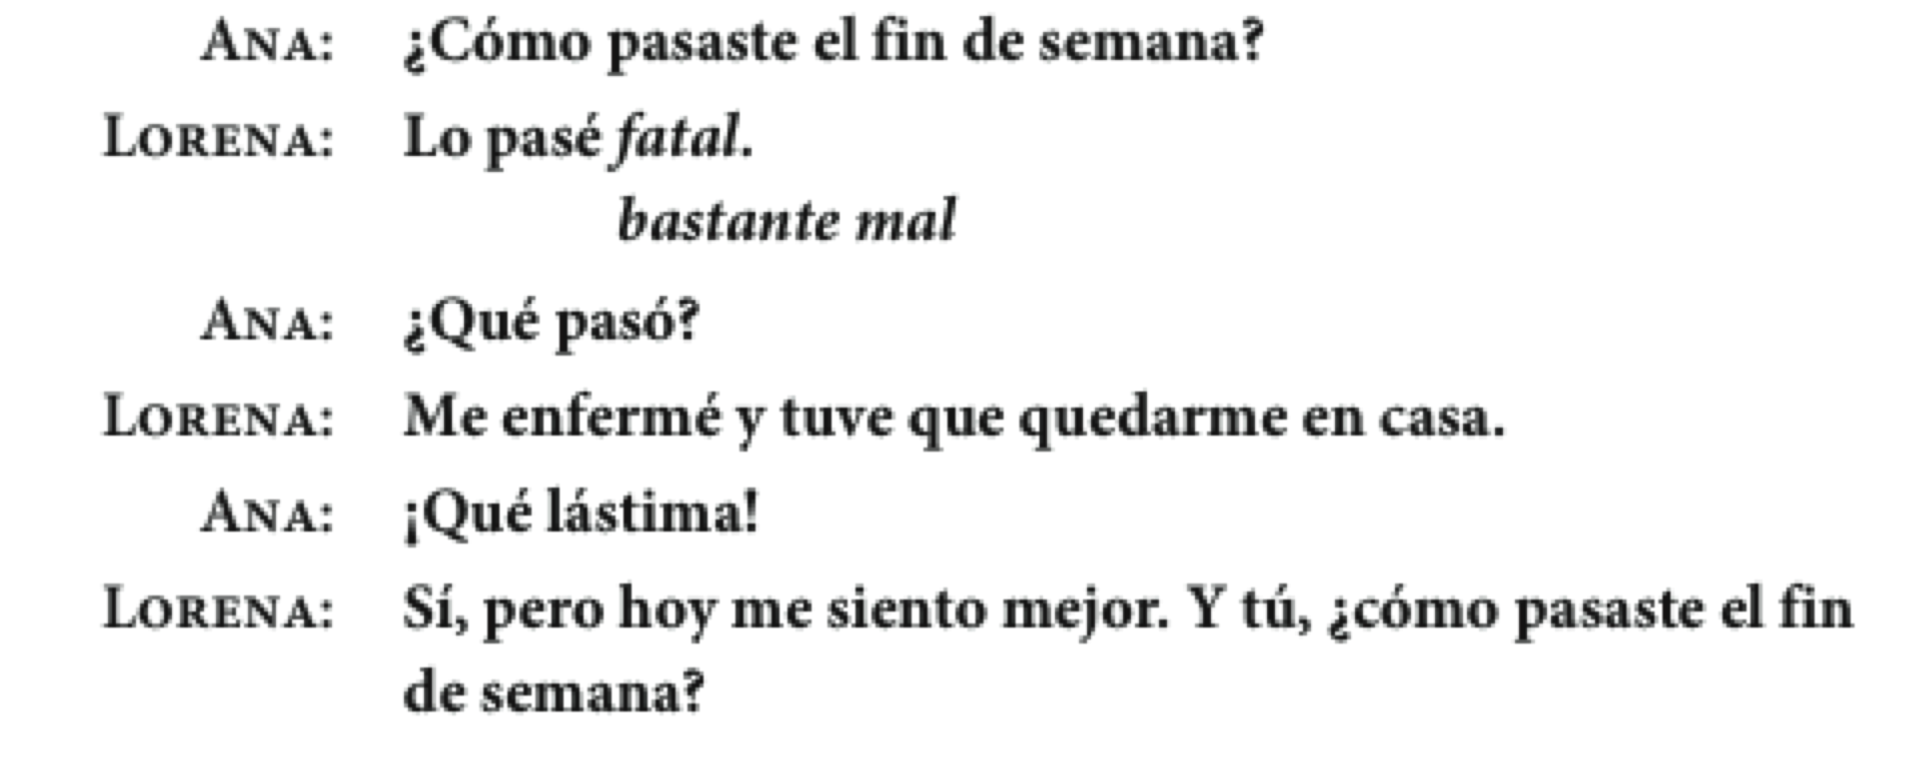 ANA: ¿Cómo pasaste el fin de semana?
LORENA: Lo pasé fatal.
bastante mal
ANA: ¿Qué pasó?
LORENA: Me enfermé y tuve que quedarme en casa.
ANA: ¡Qué lástima!
LORENA: Sí, pero hoy me siento mejor. Y tú, ¿cómo pasaste el fin
de semana?